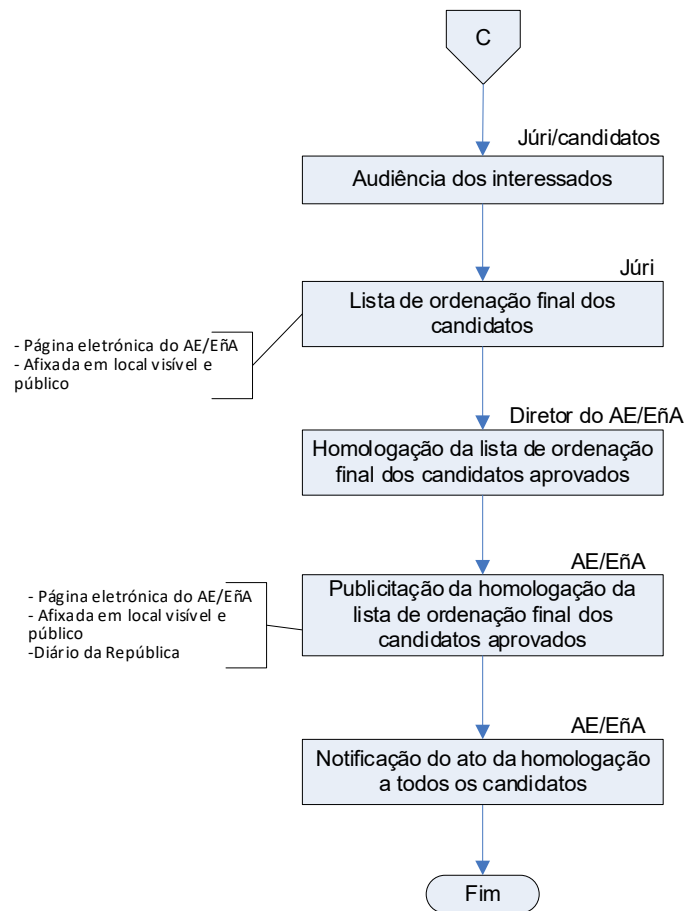 C
Júri/candidatos
Audiência dos interessados
Júri
Lista de ordenação final dos
candidatos
- Página eletrónica do AE/EñA
- Afixada em local visível e
público
Diretor do AE/EñA
Homologação da lista de ordenação
final dos candidatos aprovados
AE/EñA
Publicitação da homologação da
lista de ordenação final dos
candidatos aprovados
- Página eletrónica do AE/EñA
- Afixada em local visível e
público
-Diário da República
AE/EñA
Notificação do ato da homologação
a todos os candidatos
Fim